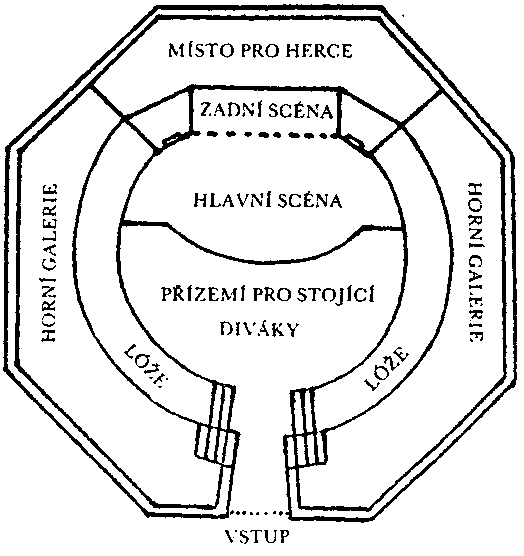 MÍSTO PRO HERCE
ZADNÍ SCÉNA
HLAVNÍ SCÉNA
HORNÍ GALERIE
HORNÍ GALERIE
PŘÍZEMÍ PRO STOJÍCÍ
DIVÁKY
LÓŽE
LÓŽE
VSTUP